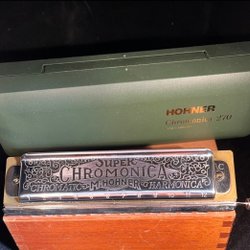 HOHNER
Chromonica 270
SUPER
CHROMONICA
CHROMATIC M.HOHNER HARMONICA